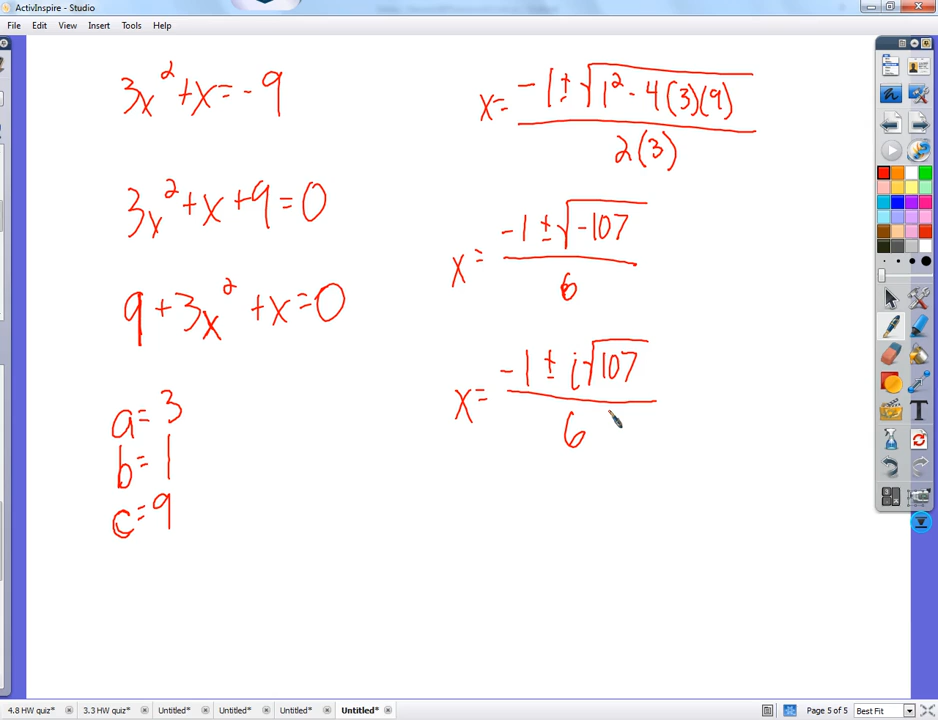 ActivInspire - Studio
File Edit View Insert Tools Help
3x² + x = -9
3x² + x + 9 = 0
9 + 3x² + x = 0
a = 3
b = 1
c = 9
x = (-1 ± √(1² - 4(3)(9))) / 2(3)
x = (-1 ± √-107) / 6
x = (-1 ± i√107) / 6
4.8 HW quiz* 3.3 HW quiz* Untitled* Untitled* Untitled* Untitled* Page 5 of 5 Best Fit